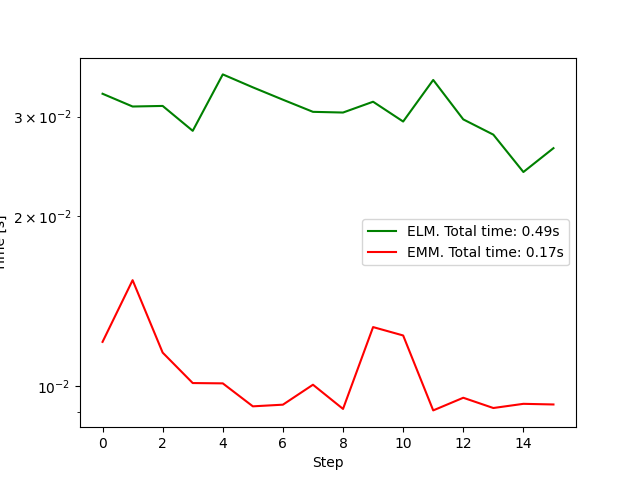 3 × 10⁻²
2 × 10⁻²
10⁻²
Time [s]
ELM. Total time: 0.49s
EMM. Total time: 0.17s
0 2 4 6 8 10 12 14
Step